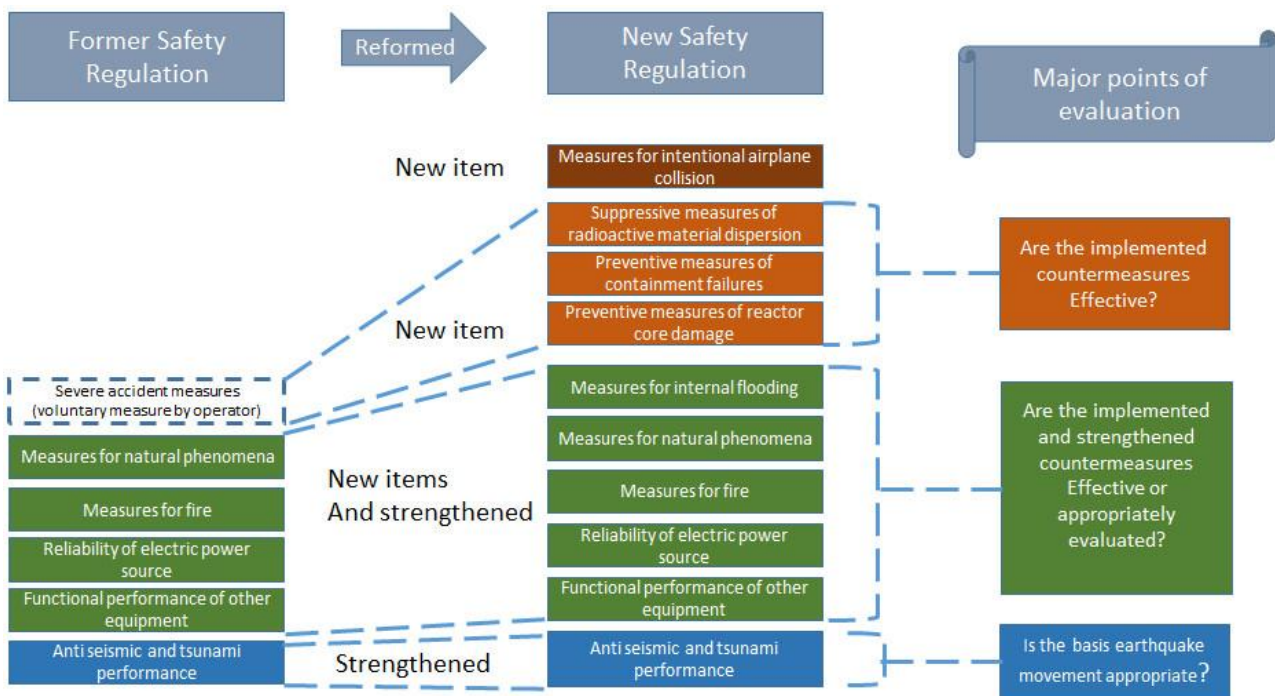 Former Safety
Regulation
Reformed
New Safety
Regulation
Major points of
evaluation
New item
Measures for intentional airplane
collision
Suppressive measures of
radioactive material dispersion
Preventive measures of
containment failures
New item
Preventive measures of reactor
core damage
Are the implemented
countermeasures
Effective?
Severe accident measures
(voluntary measure by operator)
Measures for natural phenomena
Measures for fire
Reliability of electric power
source
Functional performance of other
equipment
Anti seismic and tsunami
performance
New items
And strengthened
Strengthened
Measures for internal flooding
Measures for natural phenomena
Measures for fire
Reliability of electric power
source
Functional performance of other
equipment
Anti seismic and tsunami
performance
Are the implemented
and strengthened
countermeasures
Effective or
appropriately
evaluated?
Is the basis earthquake
movement appropriate?